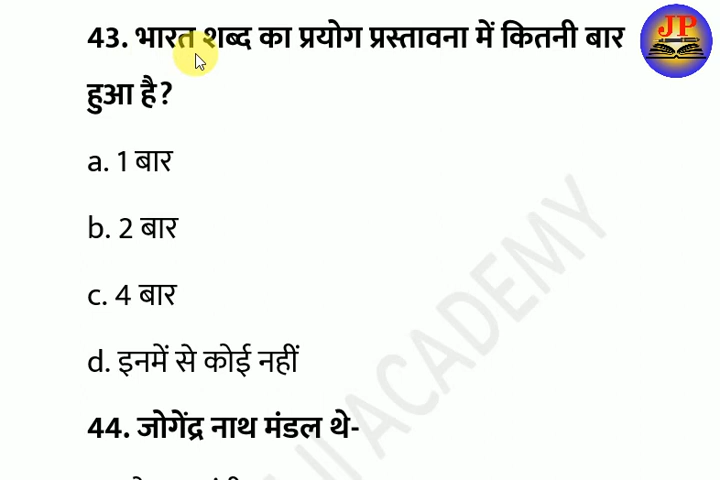 43. भारत शब्द का प्रयोग प्रस्तावना में कितनी बार
हुआ है?
a. 1 बार
b. 2 बार
c. 4 बार
d. इनमें से कोई नहीं
44. जोगेंद्र नाथ मंडल थे-
JP
ACADEMY